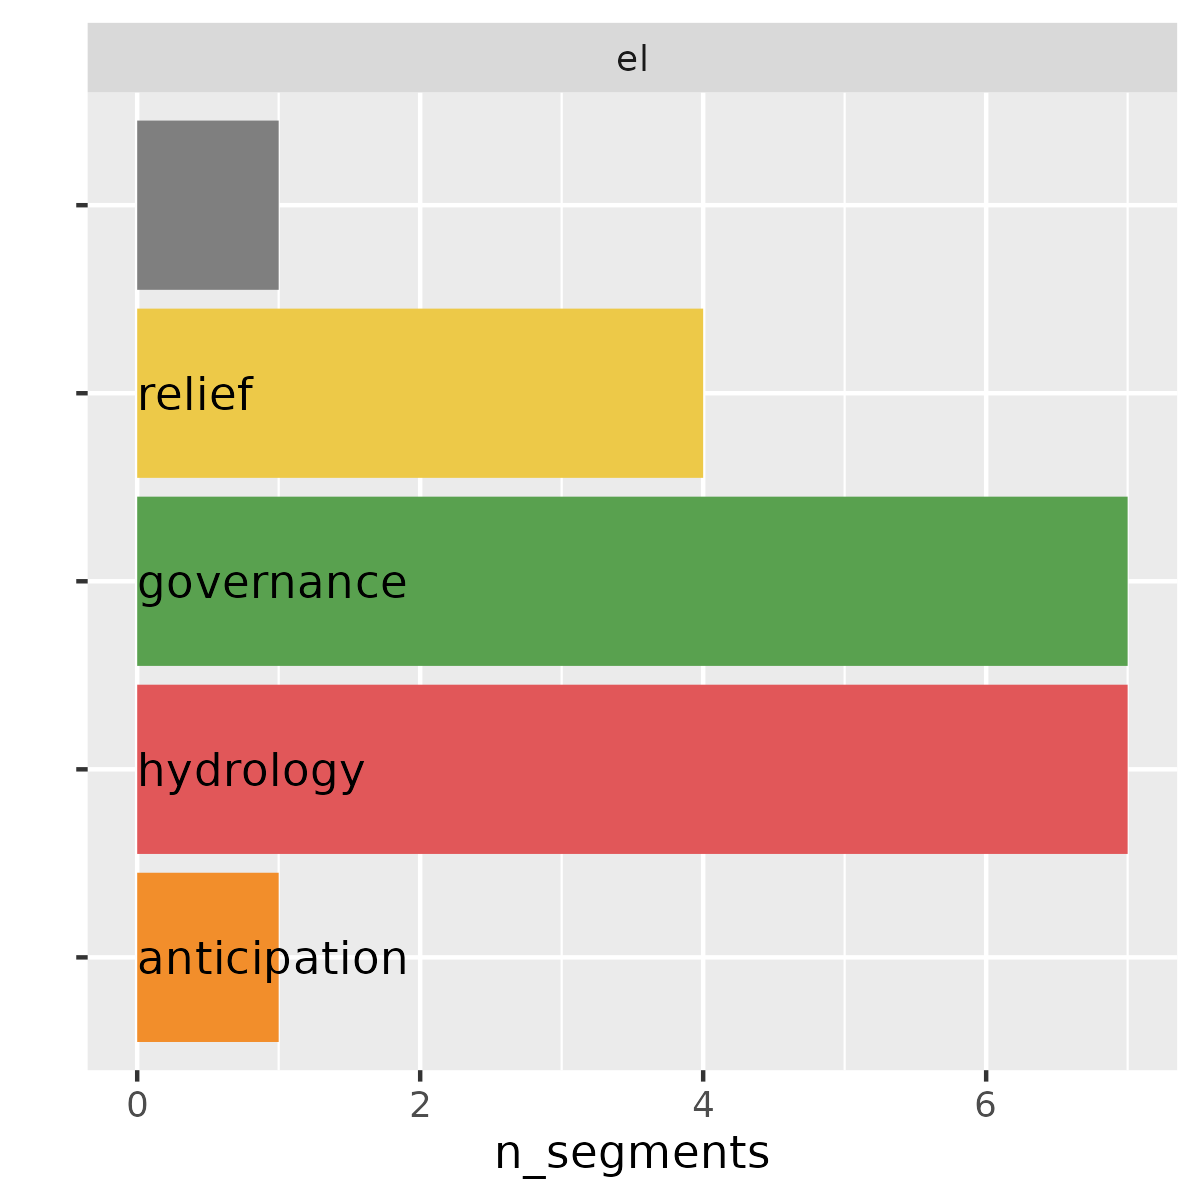 el
relief
governance
hydrology
anticipation
0 2 4 6
n_segments